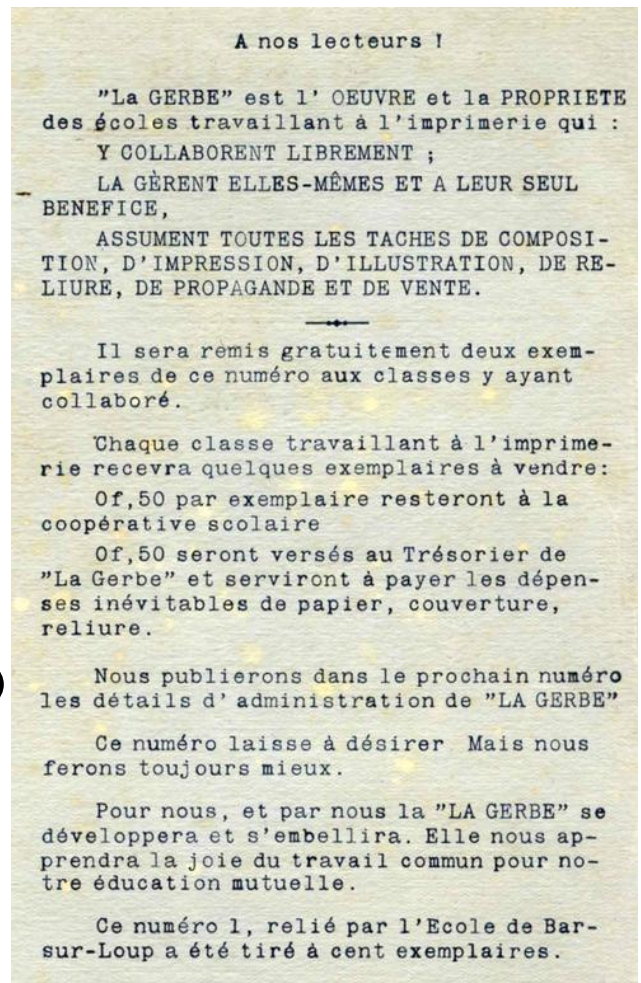 A nos lecteurs !
"La GERBE" est l' OEUVRE et la PROPRIETE
des écoles travaillant à l'imprimerie qui :
Y COLLABORENT LIBREMENT ;
LA GÈRENT ELLES-MÊMES ET A LEUR SEUL
BENEFICE,
ASSUMENT TOUTES LES TACHES DE COMPOSI-
TION, D'IMPRESSION, D'ILLUSTRATION, DE RE-
LIURE, DE PROPAGANDE ET DE VENTE.
Il sera remis gratuitement deux exem-
plaires de ce numéro aux classes y ayant
collaboré.
Chaque classe travaillant à l'imprime-
rie recevra quelques exemplaires à vendre:
Of,50 par exemplaire resteront à la
coopérative scolaire
Of,50 seront versés au Trésorier de
"La Gerbe" et serviront à payer les dépen-
ses inévitables de papier, couverture,
reliure.
Nous publierons dans le prochain numéro
les détails d' administration de "LA GERBE"
Ce numéro laisse à désirer Mais nous
ferons toujours mieux.
Pour nous, et par nous la "LA GERBE" se
développera et s'embellira. Elle nous ap-
prendra la joie du travail commun pour no-
tre éducation mutuelle.
Ce numéro l, relié par l'Ecole de Bar-
sur-Loup a été tiré à cent exemplaires.